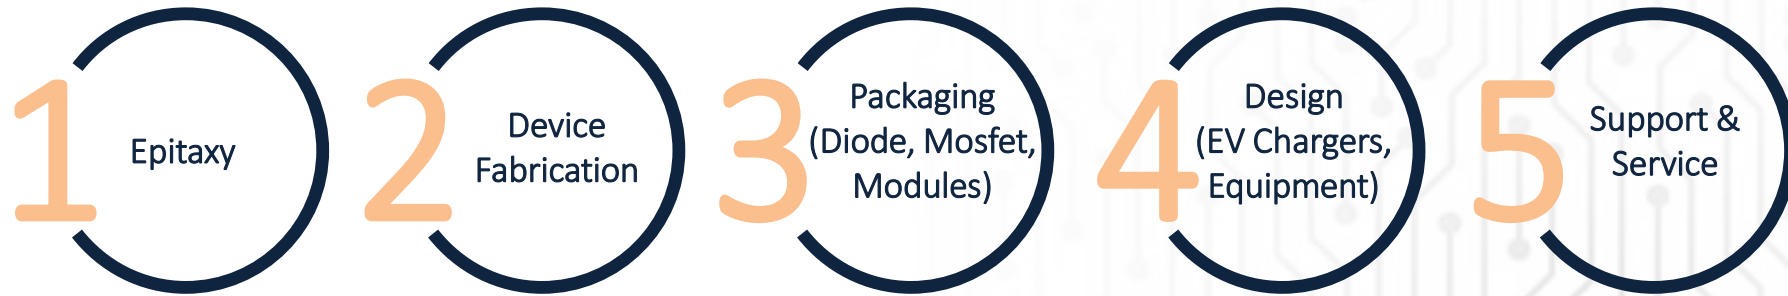 1
Epitaxy
2
Device
Fabrication
3
Packaging
(Diode, Mosfet,
Modules)
4
Design
(EV Chargers,
Equipment)
5
Support &
Service